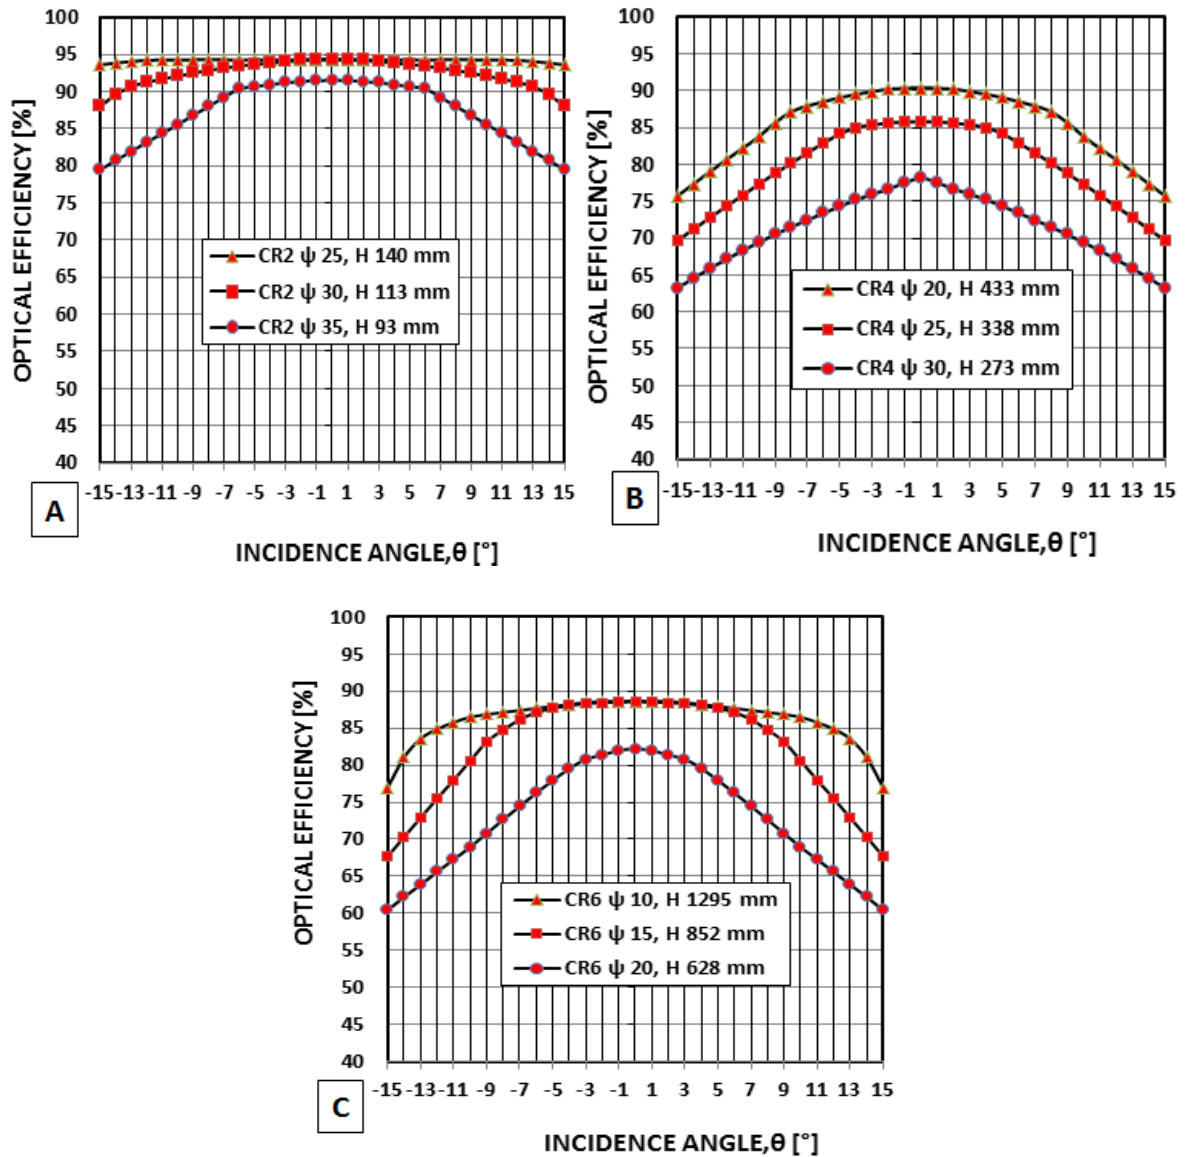 OPTICAL EFFICIENCY [%]
100
95
90
85
80
75
70
65
60
55
50
45
40
CR2 ψ 25, H 140 mm
CR2 ψ 30, H 113 mm
CR2 ψ 35, H 93 mm
-15 -13 -11 -9 -7 -5 -3 -1 1 3 5 7 9 11 13 15
A
INCIDENCE ANGLE,θ [°]
OPTICAL EFFICIENCY [%]
100
95
90
85
80
75
70
65
60
55
50
45
40
CR4 ψ 20, H 433 mm
CR4 ψ 25, H 338 mm
CR4 ψ 30, H 273 mm
-15 -13 -11 -9 -7 -5 -3 -1 1 3 5 7 9 11 13 15
B
INCIDENCE ANGLE,θ [°]
OPTICAL EFFICIENCY [%]
100
95
90
85
80
75
70
65
60
55
50
45
40
CR6 ψ 10, H 1295 mm
CR6 ψ 15, H 852 mm
CR6 ψ 20, H 628 mm
-15 -13 -11 -9 -7 -5 -3 -1 1 3 5 7 9 11 13 15
C
INCIDENCE ANGLE,θ [°]